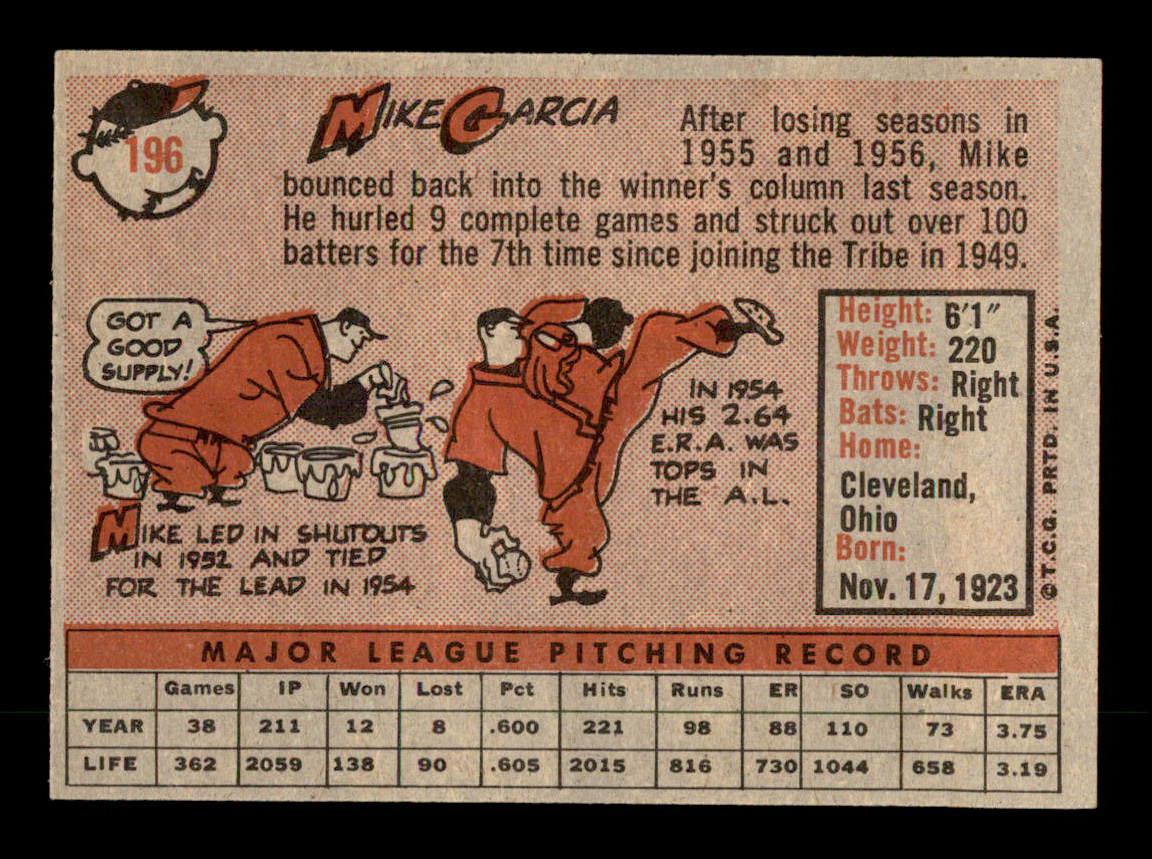 196
MIKE GARCIA
After losing seasons in
1955 and 1956, Mike
bounced back into the winner's column last season.
He hurled 9 complete games and struck out over 100
batters for the 7th time since joining the Tribe in 1949.
GOT A
GOOD
SUPPLY!
MIKE LED IN SHUTOUTS
IN 1952 AND TIED
FOR THE LEAD IN 1954
IN 1954
HIS 2.64
E.R.A. WAS
TOPS IN
THE A.L.
Height: 6'1"
Weight: 220
Throws: Right
Bats: Right
Home:
Cleveland,
Ohio
Born:
Nov. 17, 1923
©T.C.G. PRTD. IN U.S.A.
MAJOR LEAGUE PITCHING RECORD
Games IP Won Lost Pct Hits Runs ER SO Walks ERA
YEAR 38 211 12 8 .600 221 98 88 110 73 3.75
LIFE 362 2059 138 90 .605 2015 816 730 1044 658 3.19